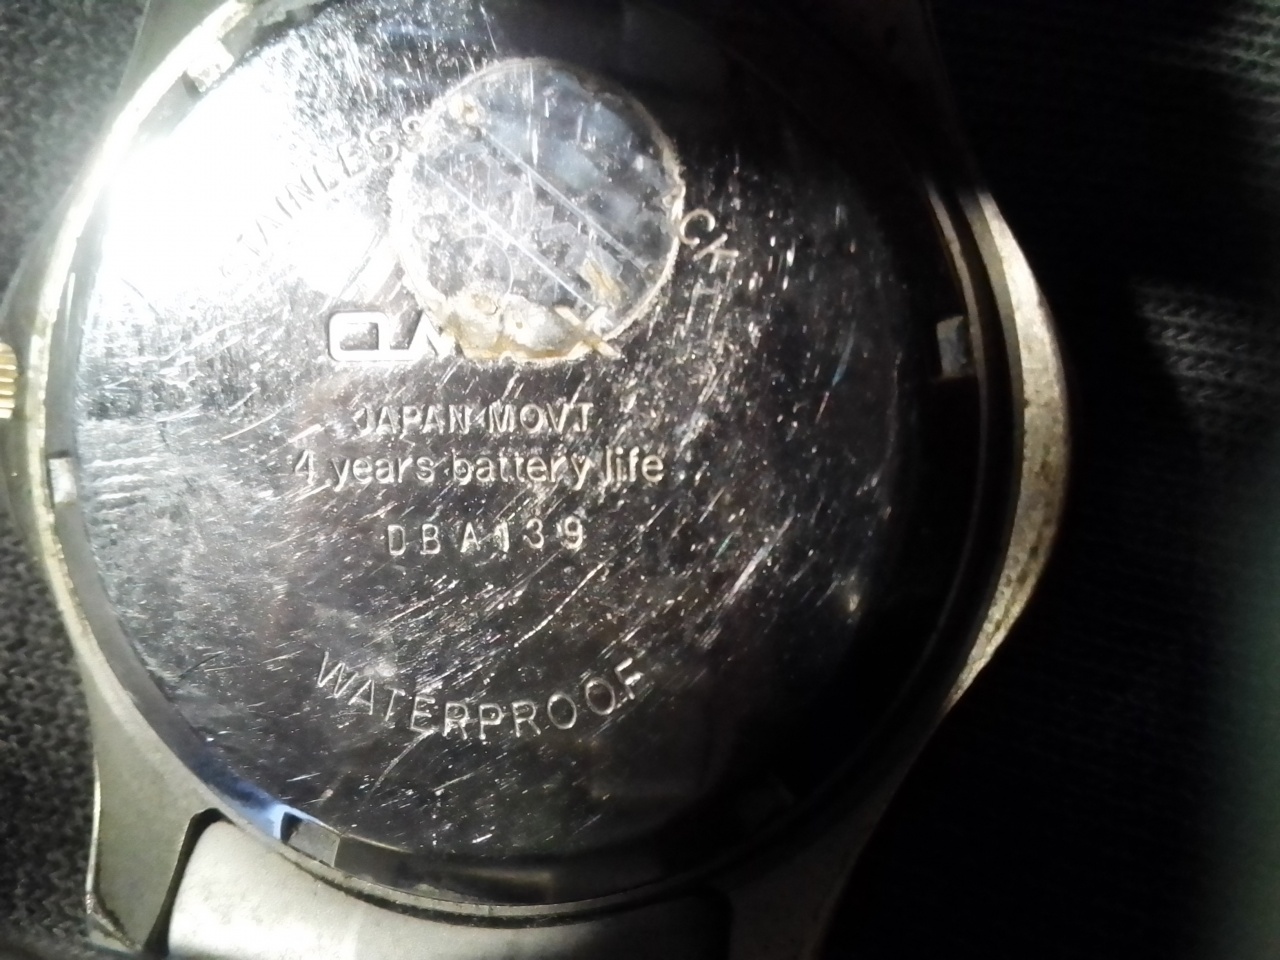 STAINLESS
JAPAN MOVT
4 years battery life
DBA139
WATERPROOF